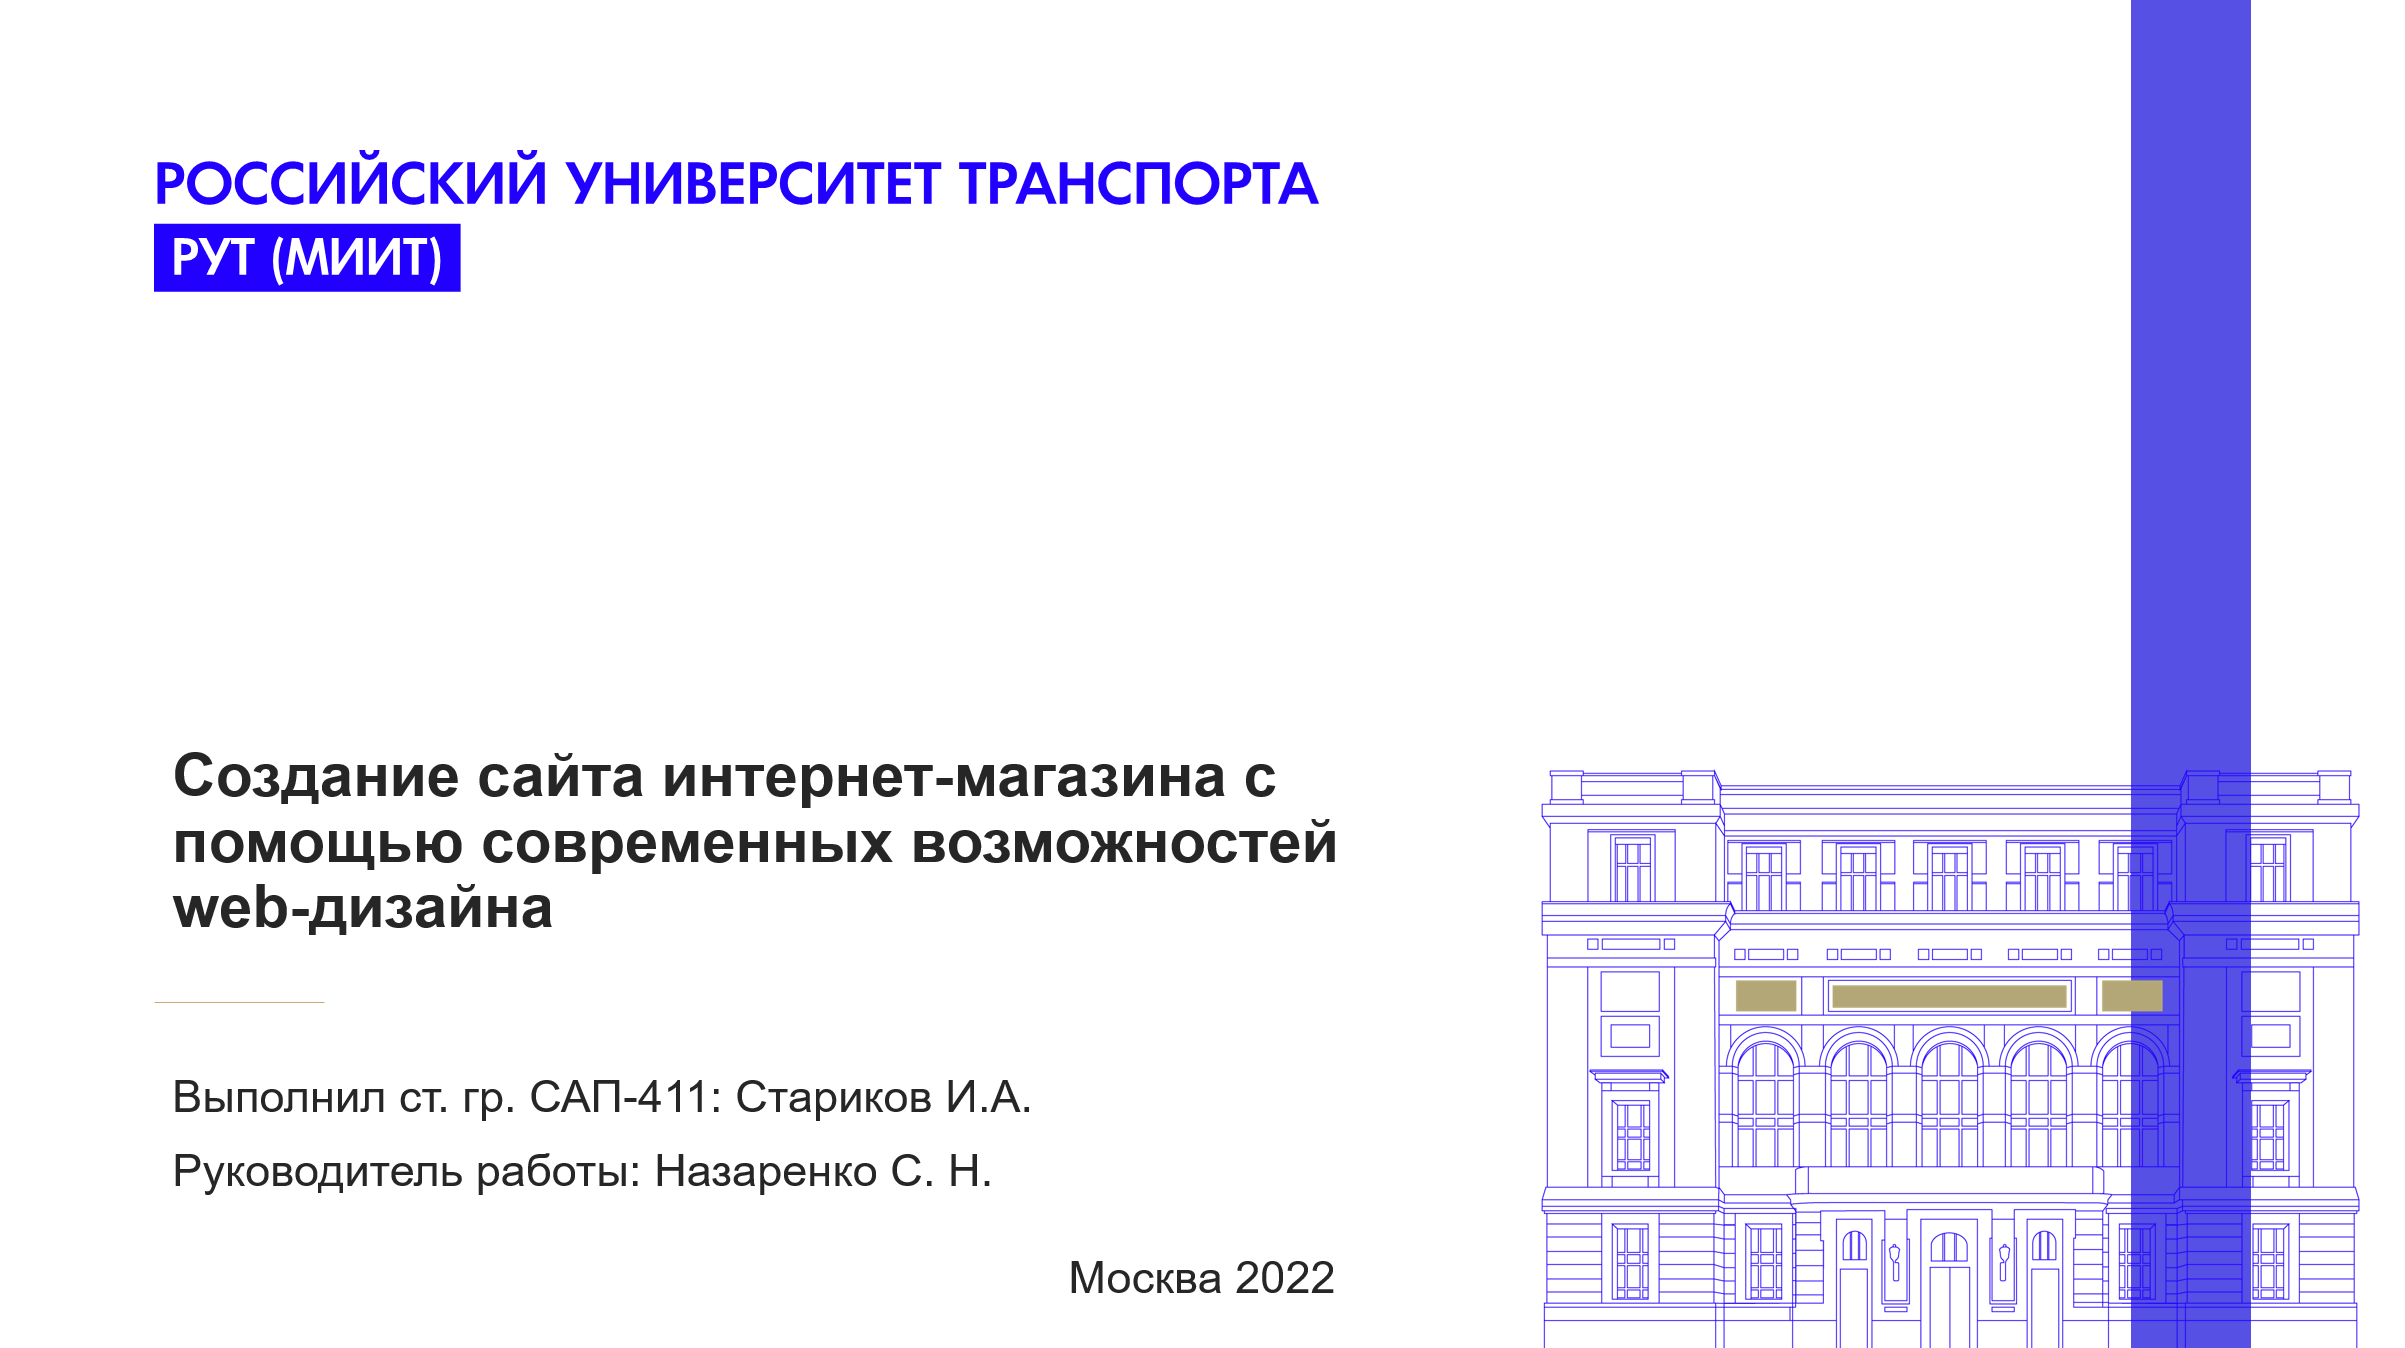 РОССИЙСКИЙ УНИВЕРСИТЕТ ТРАНСПОРТА
РУТ (МИИТ)
Создание сайта интернет-магазина с
помощью современных возможностей
web-дизайна
Выполнил ст. гр. САП-411: Стариков И.А.
Руководитель работы: Назаренко С. Н.
Москва 2022